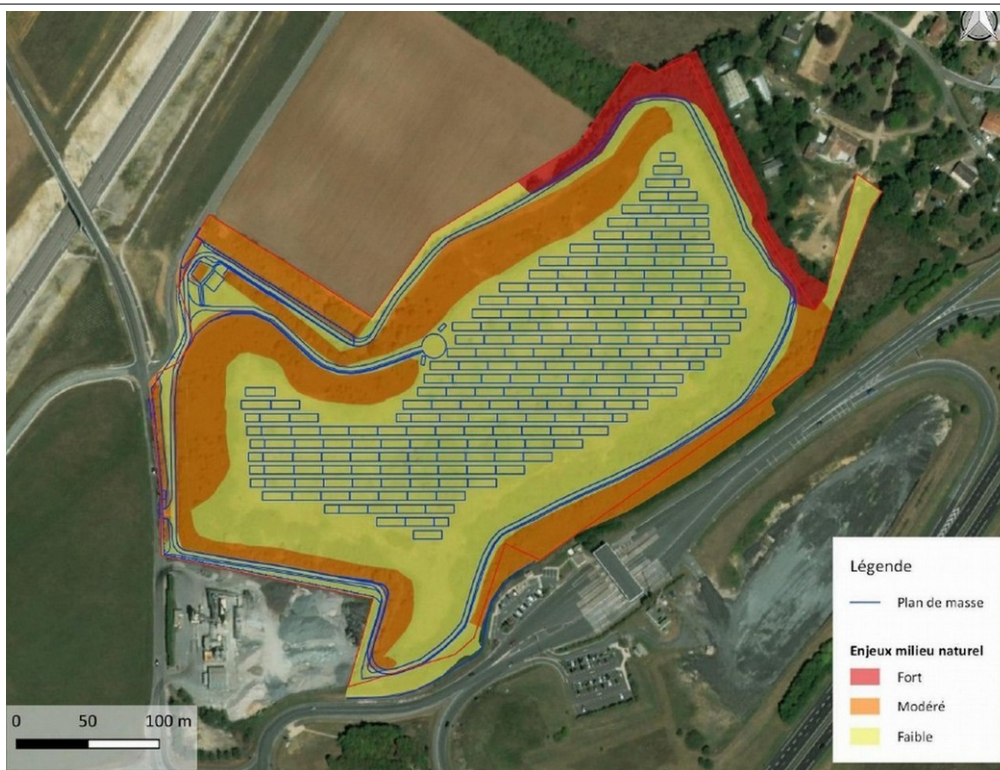 Légende
Plan de masse
Enjeux milieu naturel
Fort
Modéré
Faible
0 50 100 m